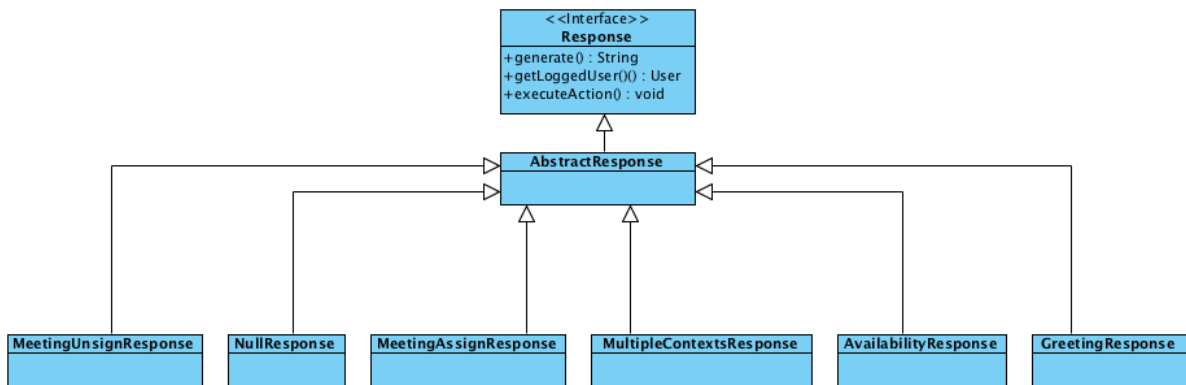 <<Interface>>
Response
+generate() : String
+getLoggedUser()() : User
+executeAction() : void
AbstractResponse
MeetingUnsignResponse
NullResponse
MeetingAssignResponse
MultipleContextsResponse
AvailabilityResponse
GreetingResponse